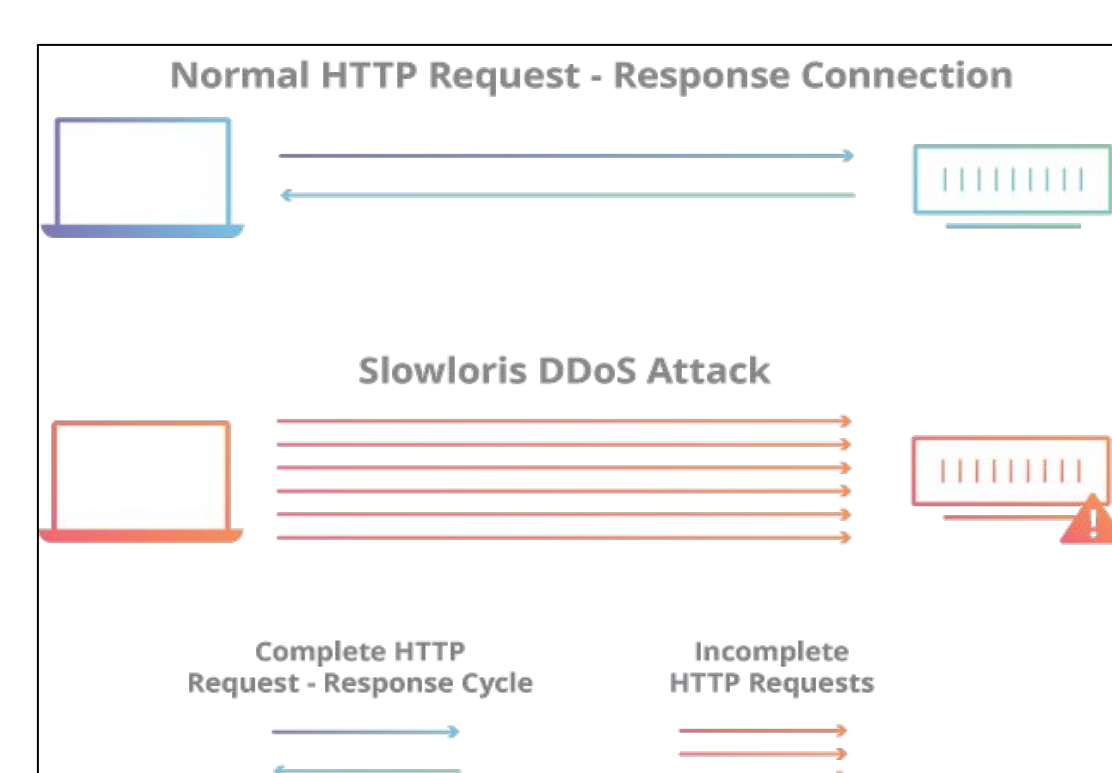 Normal HTTP Request - Response Connection
Slowloris DDoS Attack
Complete HTTP
Request - Response Cycle
Incomplete
HTTP Requests